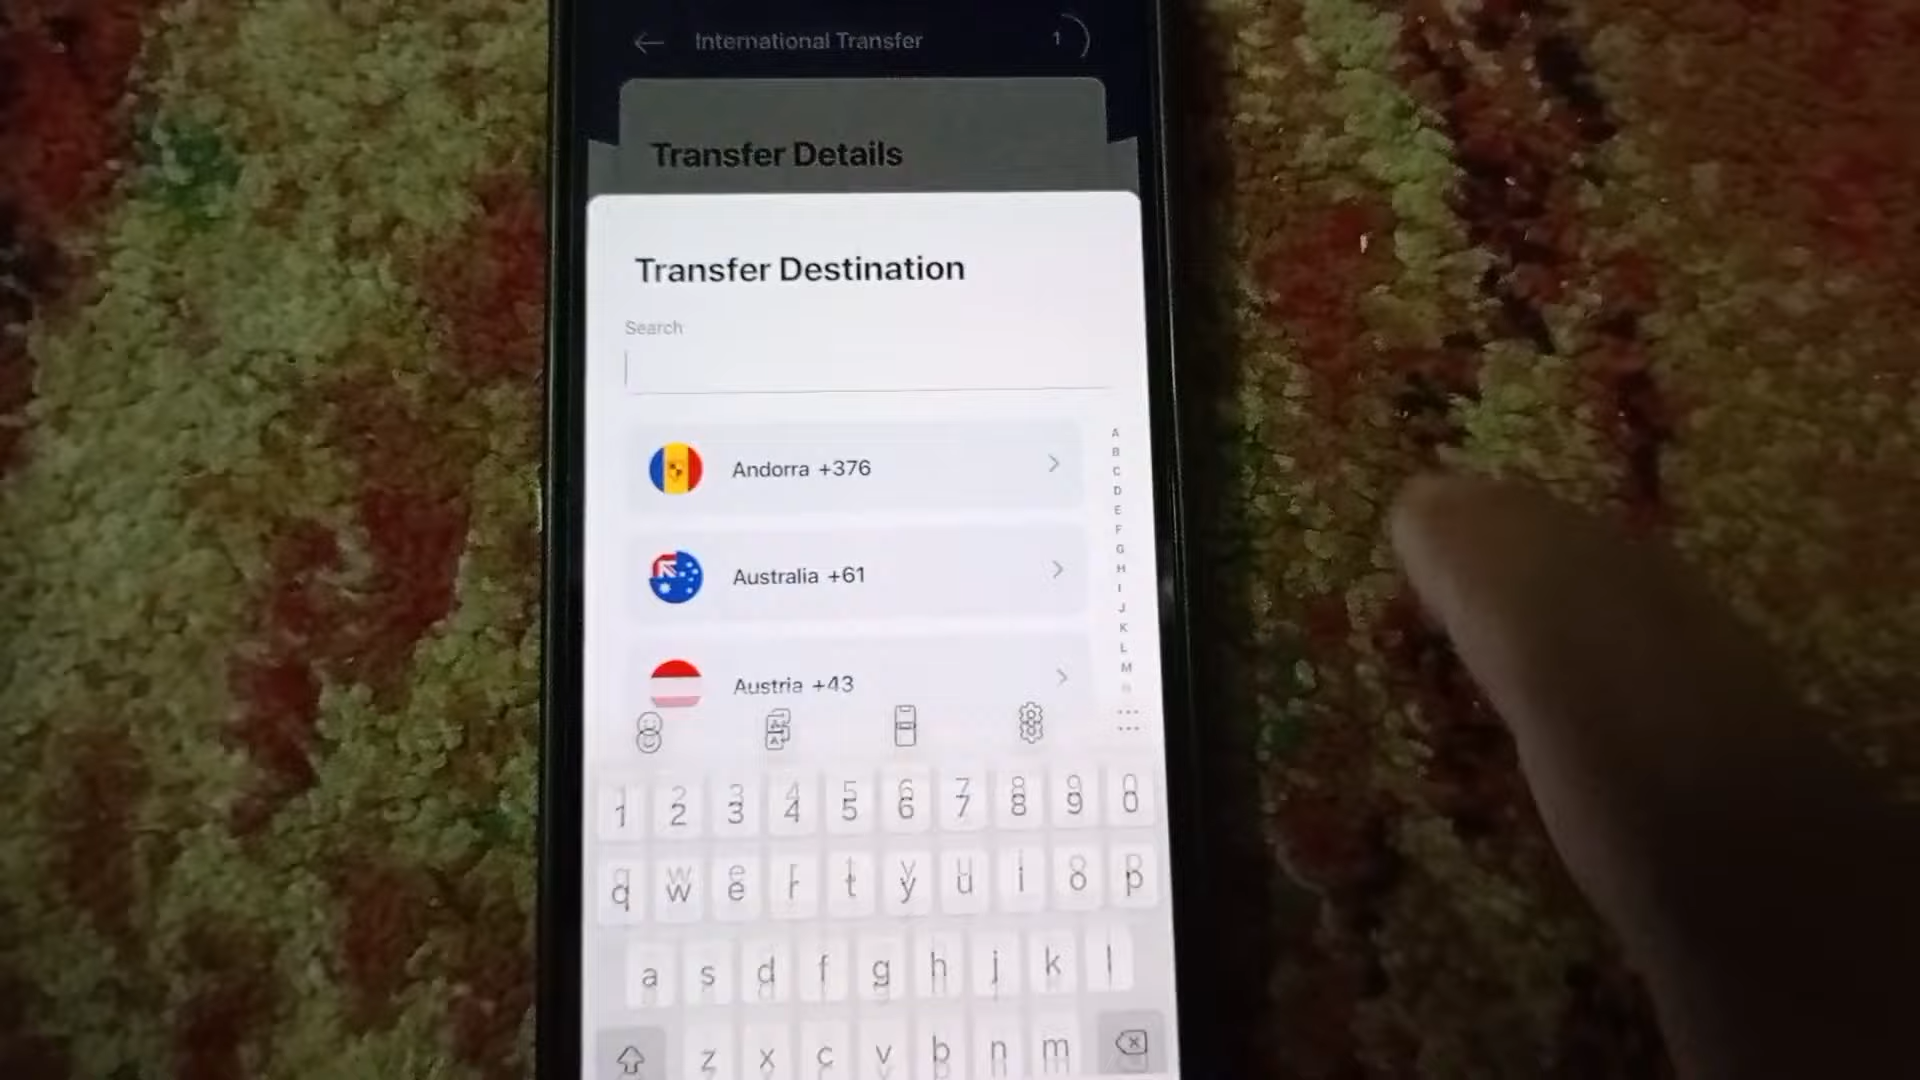 International Transfer
1
Transfer Details
Transfer Destination
Search
Andorra +376
Australia +61
Austria +43
A
B
C
D
E
F
G
H
I
J
K
L
M
1 2 3 4 5 6 7 8 9 0
q w e r t y u i o p
a s d f g h j k l
z x c v b n m